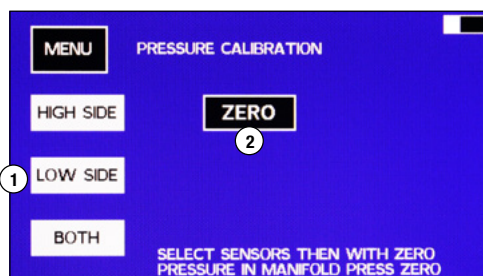 MENU PRESSURE CALIBRATION
HIGH SIDE ZERO
2
1 LOW SIDE
BOTH
SELECT SENSORS THEN WITH ZERO
PRESSURE IN MANIFOLD PRESS ZERO